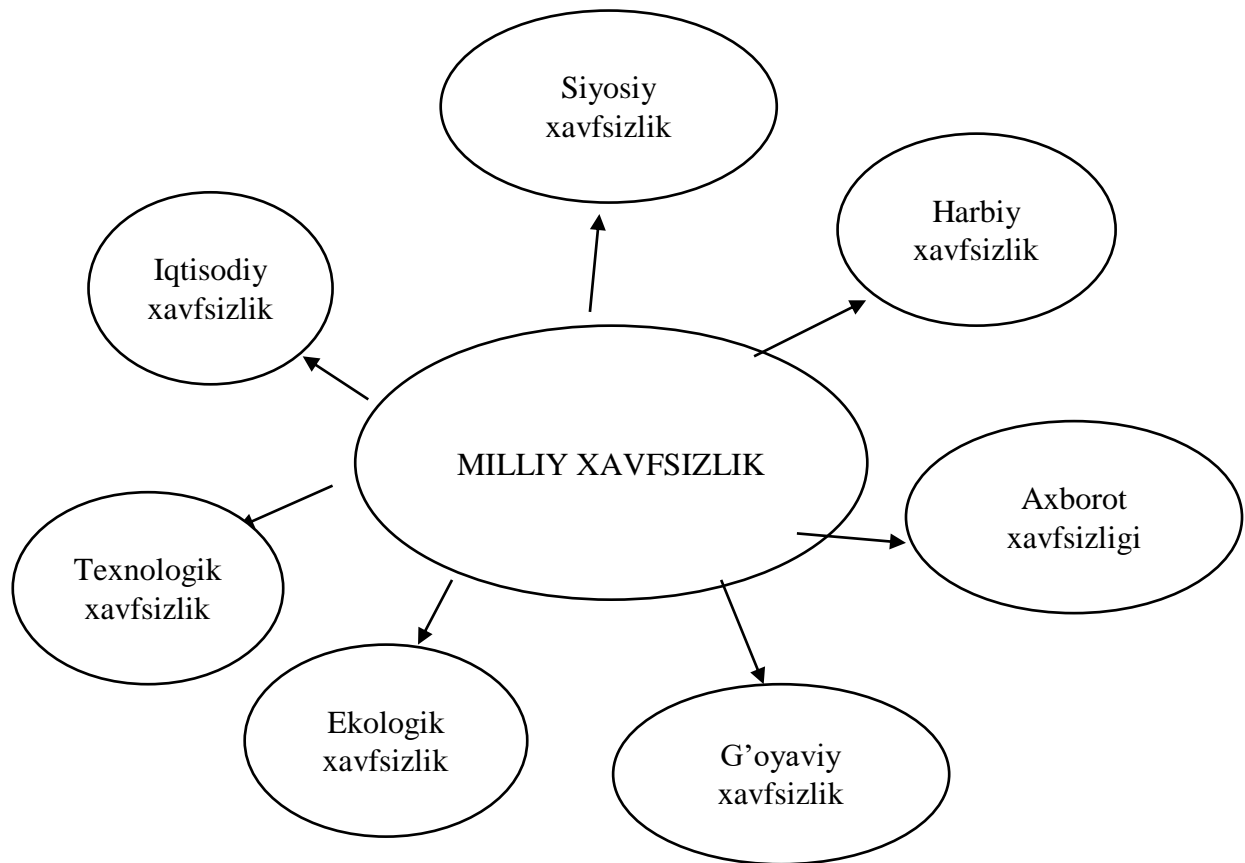 Siyosiy
xavfsizlik
Harbiy
xavfsizlik
Iqtisodiy
xavfsizlik
MILLIY XAVFSIZLIK
Axborot
xavfsizligi
Texnologik
xavfsizlik
Ekologik
xavfsizlik
G’oyaviy
xavfsizlik